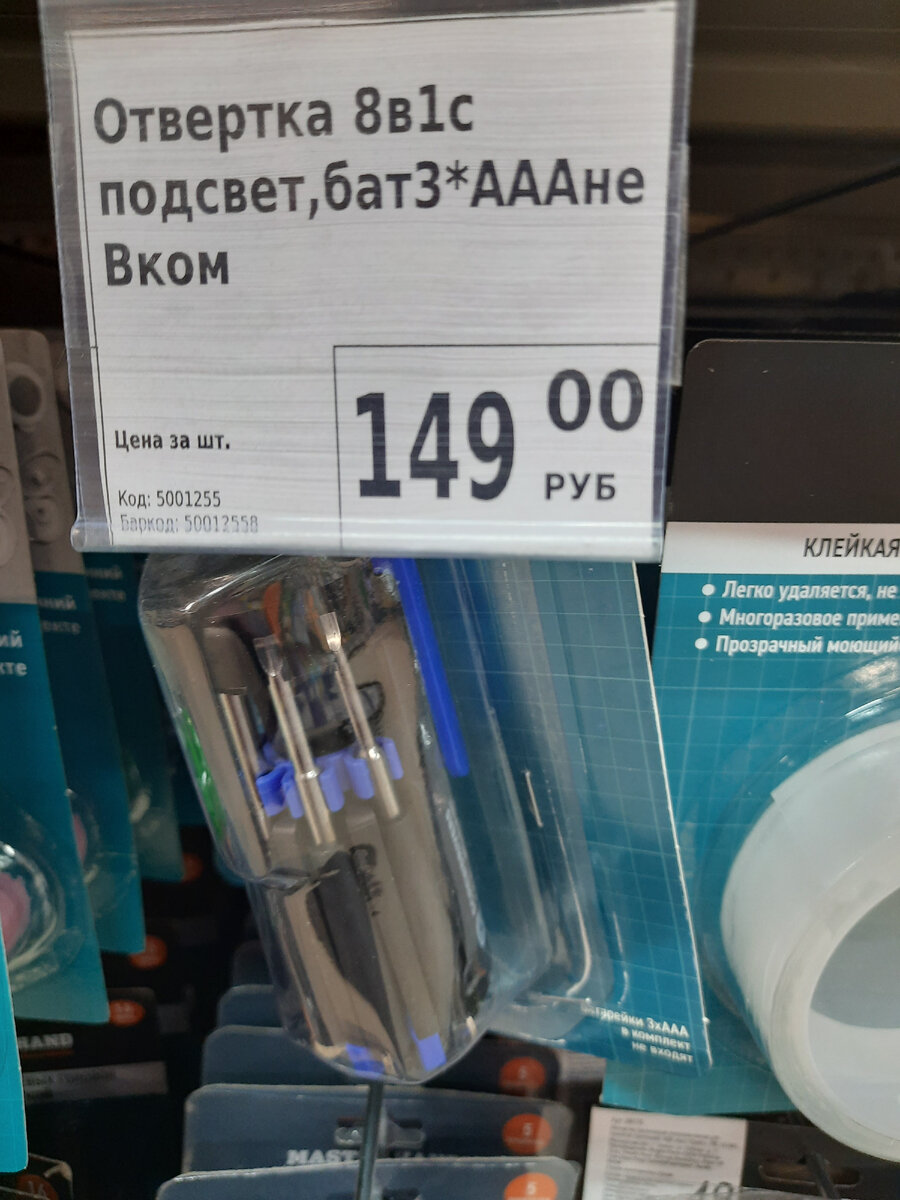 Отвертка 8в1с
подсвет,бат3*АААне
Вком
149 00
РУБ
Цена за шт.
Код: 5001255
Баркод: 50012558
КЛЕЙКАЯ
• Легко удаляется, не
• Многоразовое приме
• Прозрачный моющий
батарейки 3хААА
в комплект
не входят